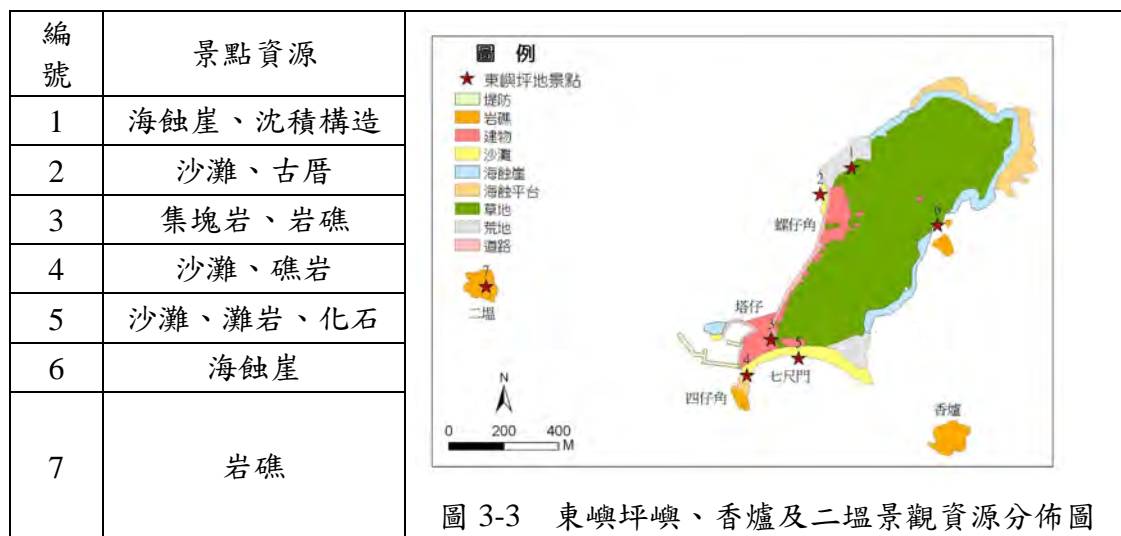 編號 景點資源
1 海蝕崖、沈積構造
2 沙灘、古厝
3 集塊岩、岩礁
4 沙灘、礁岩
5 沙灘、灘岩、化石
6 海蝕崖
7 岩礁
圖 例
東嶼坪地景點
堤防
岩礁
建物
沙灘
海蝕崖
海蝕平台
草地
荒地
道路
1
2
螺仔角
6
7
二塭
塔仔
3
5
4
七尺門
四仔角
香爐
N
0 200 400
M
圖 3-3 東嶼坪嶼、香爐及二塭景觀資源分佈圖